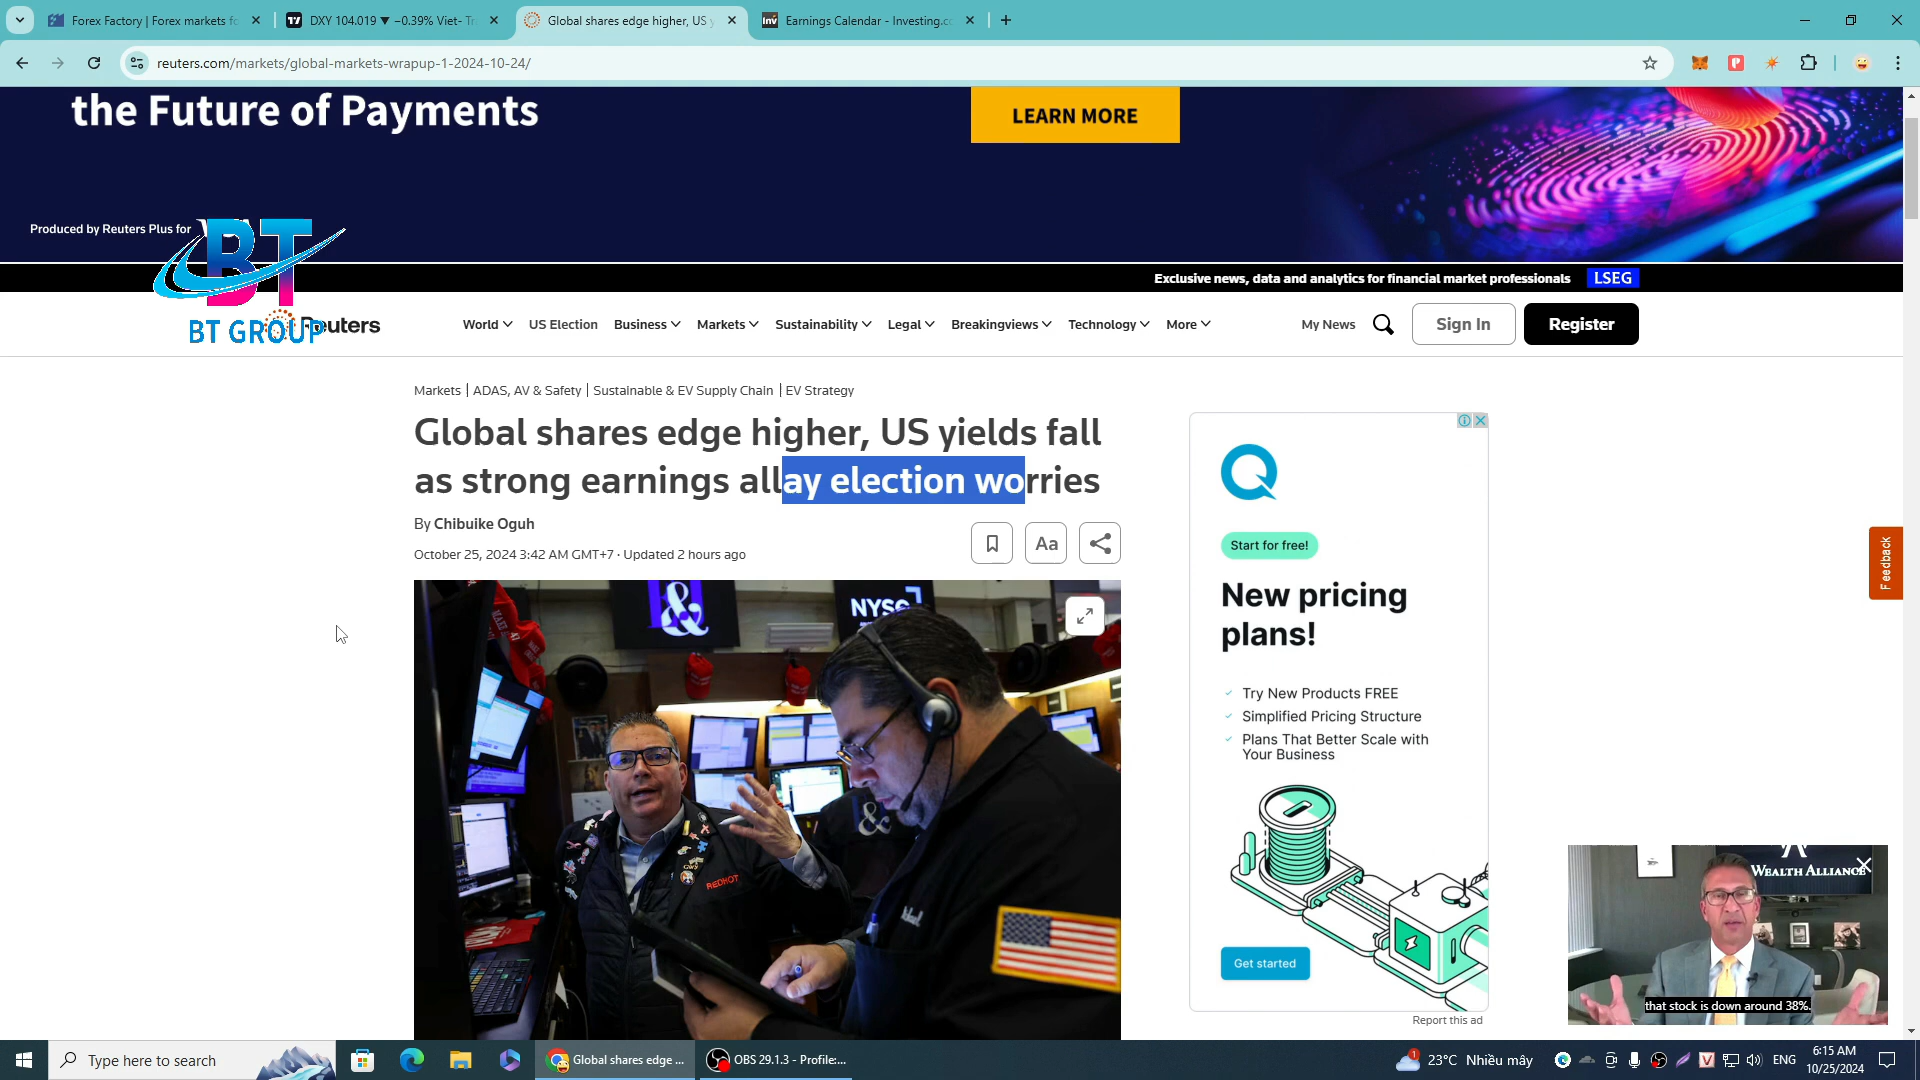 Forex Factory | Forex markets fo
DXY 104.019 ▼ −0.39% Viet- Tr
Global shares edge higher, US y
Earnings Calendar - Investing.co
reuters.com/markets/global-markets-wrapup-1-2024-10-24/
the Future of Payments
LEARN MORE
Produced by Reuters Plus for
BT
BT GROUP
Exclusive news, data and analytics for financial market professionals
LSEG
Reuters
World
US Election
Business
Markets
Sustainability
Legal
Breakingviews
Technology
More
My News
Sign In
Register
Markets | ADAS, AV & Safety | Sustainable & EV Supply Chain | EV Strategy
Global shares edge higher, US yields fall
as strong earnings allay election worries
By Chibuike Oguh
October 25, 2024 3:42 AM GMT+7 · Updated 2 hours ago
Aa
&
NYSE
&
REDHOT
Start for free!
New pricing
plans!
Try New Products FREE
Simplified Pricing Structure
Plans That Better Scale with
Your Business
Get started
Report this ad
Feedback
WEALTH ALLIANCE
that stock is down around 38%.
Type here to search
Global shares edge ...
OBS 29.1.3 - Profile:...
1
23°C Nhiều mây
ENG
6:15 AM
10/25/2024